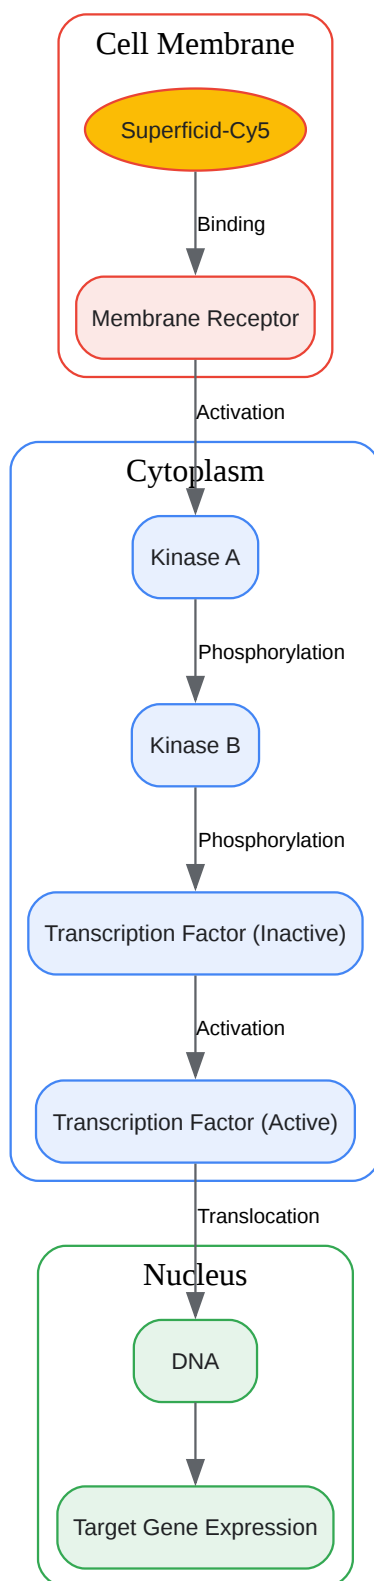 Cell Membrane
Superficid-Cy5
Binding
Membrane Receptor
Activation
Cytoplasm
Kinase A
Phosphorylation
Kinase B
Phosphorylation
Transcription Factor (Inactive)
Activation
Transcription Factor (Active)
Translocation
Nucleus
DNA
Target Gene Expression